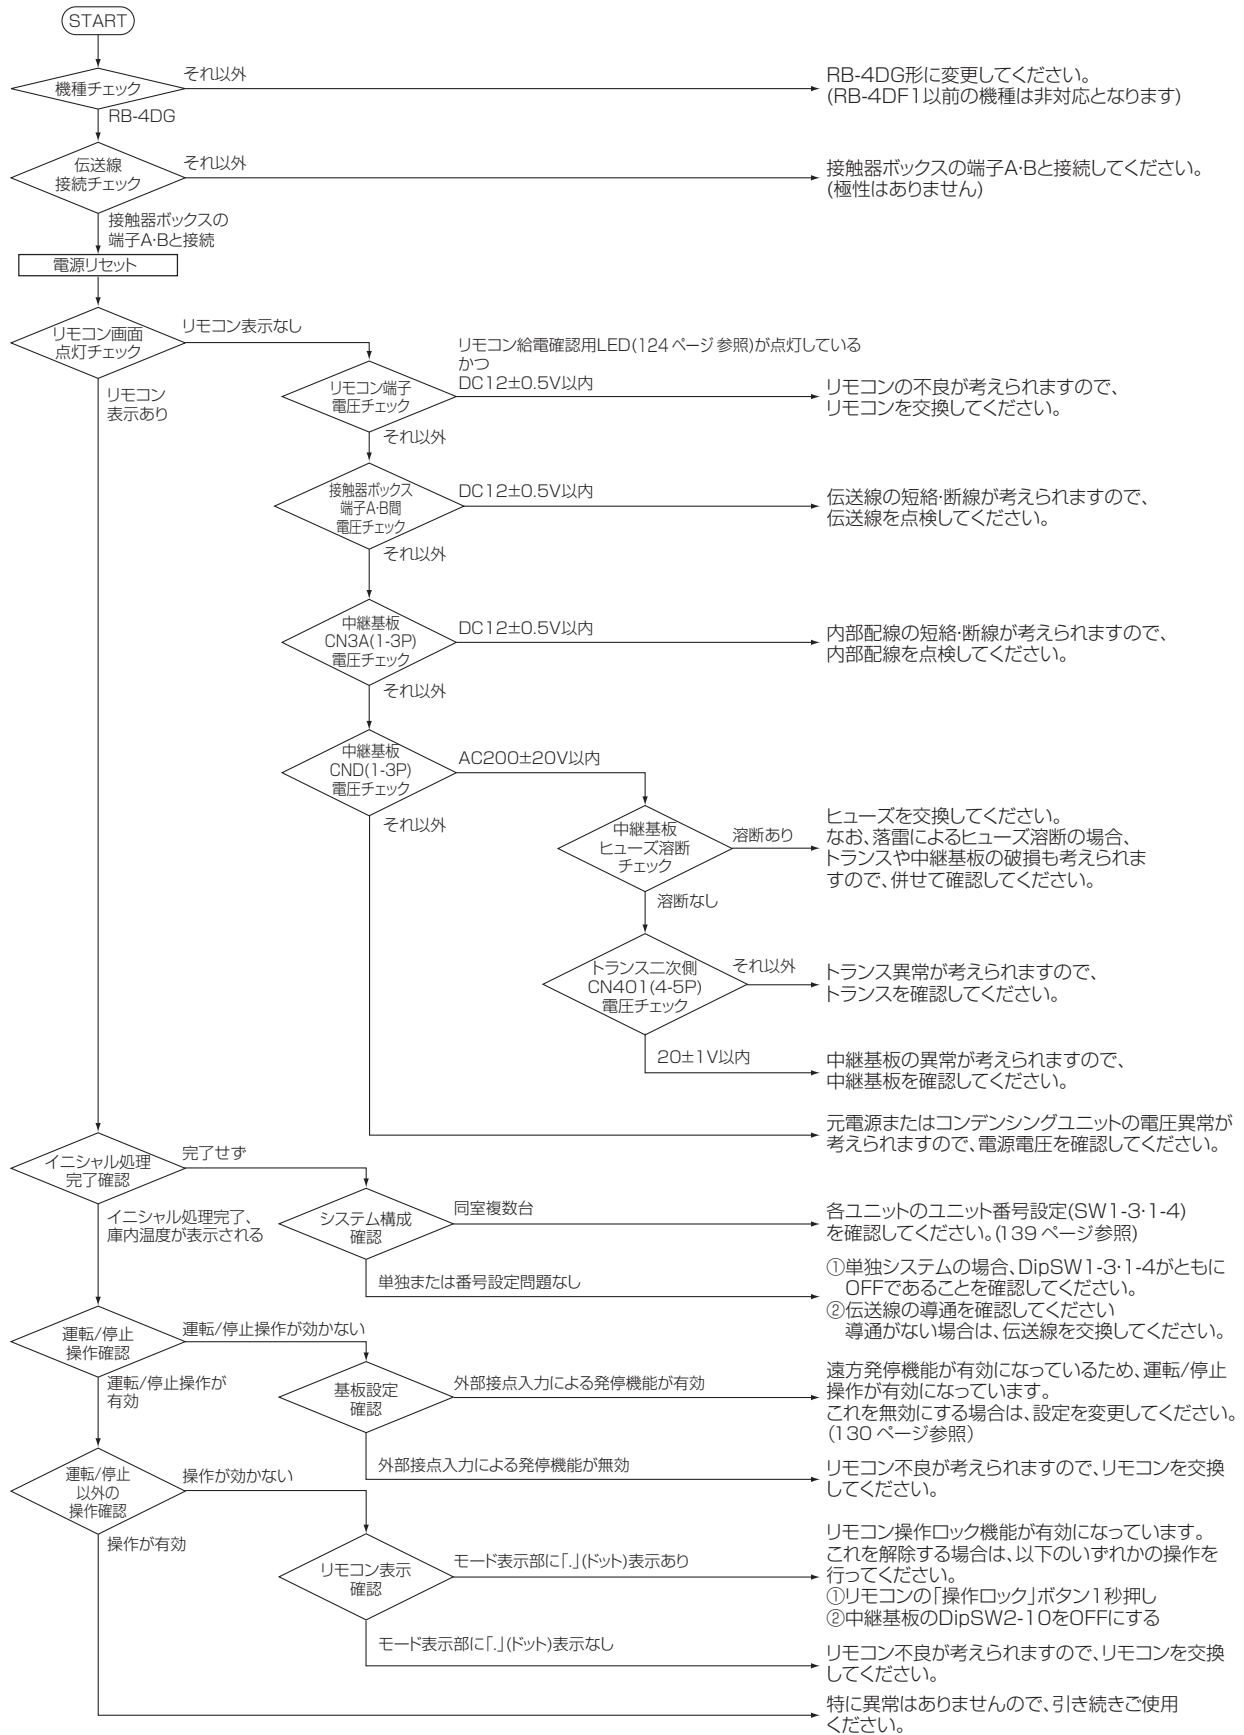 START
機種チェック
それ以外
RB-4DG形に変更してください。
(RB-4DF1以前の機種は非対応となります)
RB-4DG
伝送線
接続チェック
それ以外
接触器ボックスの端子A・Bと接続してください。
(極性はありません)
接触器ボックスの
端子A・Bと接続
電源リセット
リモコン画面
点灯チェック
リモコン表示なし
リモコン
表示あり
リモコン端子
電圧チェック
リモコン給電確認用LED(124ページ参照)が点灯している
かつ
DC12±0.5V以内
リモコンの不良が考えられますので、
リモコンを交換してください。
それ以外
接触器ボックス
端子A・B間
電圧チェック
DC12±0.5V以内
伝送線の短絡・断線が考えられますので、
伝送線を点検してください。
それ以外
中継基板
CN3A(1-3P)
電圧チェック
DC12±0.5V以内
内部配線の短絡・断線が考えられますので、
内部配線を点検してください。
それ以外
中継基板
CND(1-3P)
電圧チェック
AC200±20V以内
それ以外
中継基板
ヒューズ溶断
チェック
溶断あり
ヒューズを交換してください。
なお、落雷によるヒューズ溶断の場合、
トランスや中継基板の破損も考えられま
すので、併せて確認してください。
溶断なし
トランス二次側
CN401(4-5P)
電圧チェック
それ以外
トランス異常が考えられますので、
トランスを確認してください。
20±1V以内
中継基板の異常が考えられますので、
中継基板を確認してください。
元電源またはコンデンシングユニットの電圧異常が
考えられますので、電源電圧を確認してください。
イニシャル処理
完了確認
完了せず
イニシャル処理完了、
庫内温度が表示される
システム構成
確認
同室複数台
各ユニットのユニット番号設定(SW1-3・1-4)
を確認してください。(139ページ参照)
単独または番号設定問題なし
①単独システムの場合、DipSW1-3・1-4がともに
OFFであることを確認してください。
②伝送線の導通を確認してください
導通がない場合は、伝送線を交換してください。
運転/停止
操作確認
運転/停止操作が効かない
運転/停止操作が
有効
基板設定
確認
外部接点入力による発停機能が有効
遠方発停機能が有効になっているため、運転/停止
操作が有効になっています。
これを無効にする場合は、設定を変更してください。
(130ページ参照)
外部接点入力による発停機能が無効
リモコン不良が考えられますので、リモコンを交換
してください。
運転/停止
以外の
操作確認
操作が効かない
操作が有効
リモコン表示
確認
モード表示部に「.」(ドット)表示あり
リモコン操作ロック機能が有効になっています。
これを解除する場合は、以下のいずれかの操作を
行ってください。
①リモコンの「操作ロック」ボタン1秒押し
②中継基板のDipSW2-10をOFFにする
モード表示部に「.」(ドット)表示なし
リモコン不良が考えられますので、リモコンを交換
してください。
特に異常はありませんので、引き続きご使用
ください。